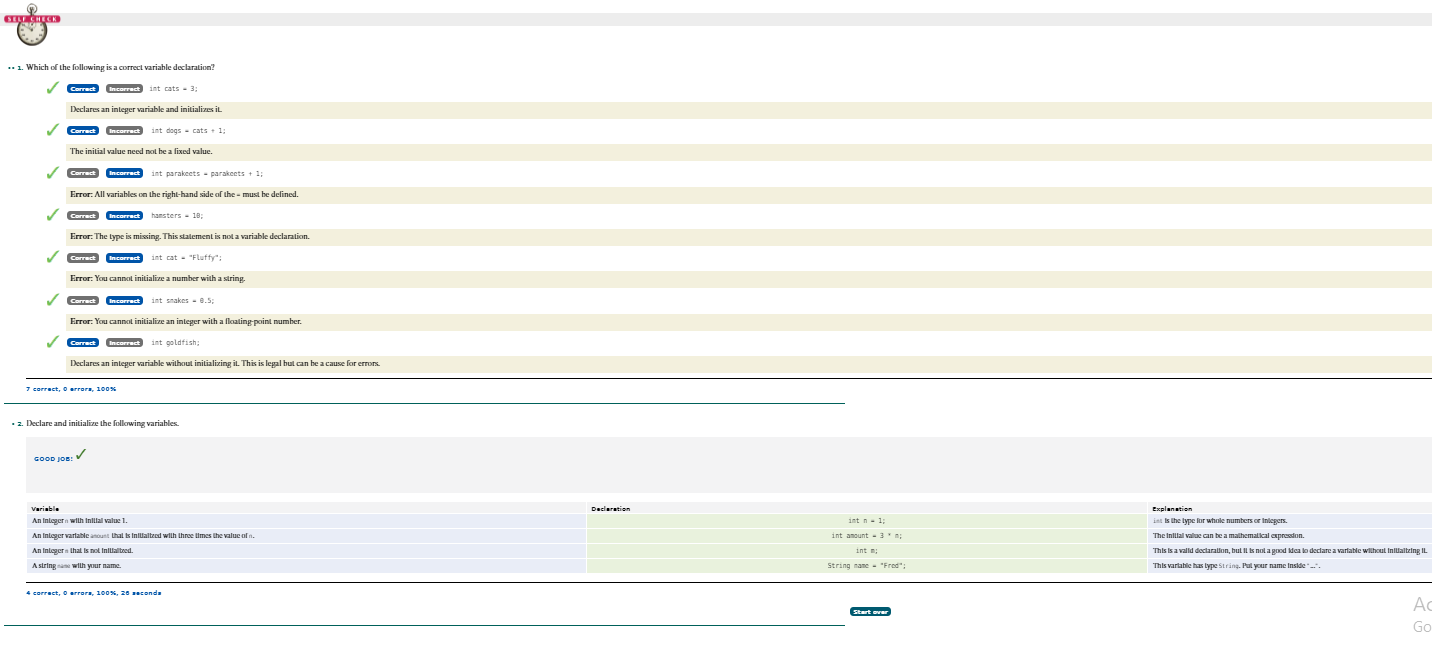 SELF CHECK
•• 1. Which of the following is a correct variable declaration?
Correct Incorrect int cats = 3;
Declares an integer variable and initializes it.
Correct Incorrect int dogs = cats + 1;
The initial value need not be a fixed value.
Correct Incorrect int parakeets = parakeets + 1;
Error: All variables on the right-hand side of the = must be defined.
Correct Incorrect hamsters = 10;
Error: The type is missing. This statement is not a variable declaration.
Correct Incorrect int cat = "Fluffy";
Error: You cannot initialize a number with a string.
Correct Incorrect int snakes = 0.5;
Error: You cannot initialize an integer with a floating-point number.
Correct Incorrect int goldfish;
Declares an integer variable without initializing it. This is legal but can be a cause for errors.
7 correct, 0 errors, 100%
• 2. Declare and initialize the following variables.
GOOD JOB!
Variable Declaration Explanation
An integer n with initial value 1. int n = 1; int is the type for whole numbers or integers.
An integer variable amount that is initialized with three times the value of n. int amount = 3 * n; The initial value can be a mathematical expression.
An integer m that is not initialized. int m; This is a valid declaration, but it is not a good idea to declare a variable without initializing it.
A string name with your name. String name = "Fred"; This variable has type String. Put your name inside "...".
4 correct, 0 errors, 100%, 26 seconds
Start over
Ac
Go